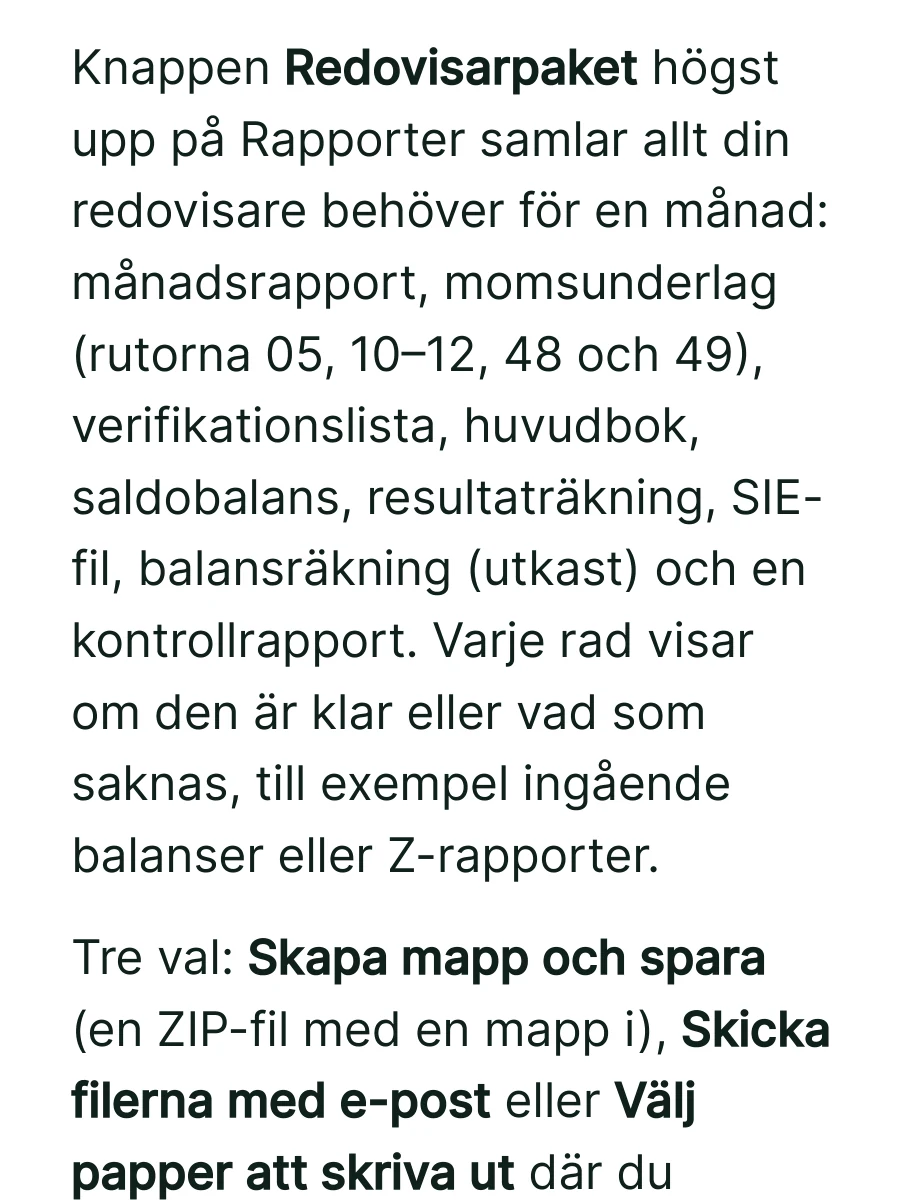 Knappen Redovisarpaket högst
upp på Rapporter samlar allt din
redovisare behöver för en månad:
månadsrapport, momsunderlag
(rutorna 05, 10–12, 48 och 49),
verifikationslista, huvudbok,
saldobalans, resultaträkning, SIE-
fil, balansräkning (utkast) och en
kontrollrapport. Varje rad visar
om den är klar eller vad som
saknas, till exempel ingående
balanser eller Z-rapporter.
Tre val: Skapa mapp och spara
(en ZIP-fil med en mapp i), Skicka
filerna med e-post eller Välj
papper att skriva ut där du